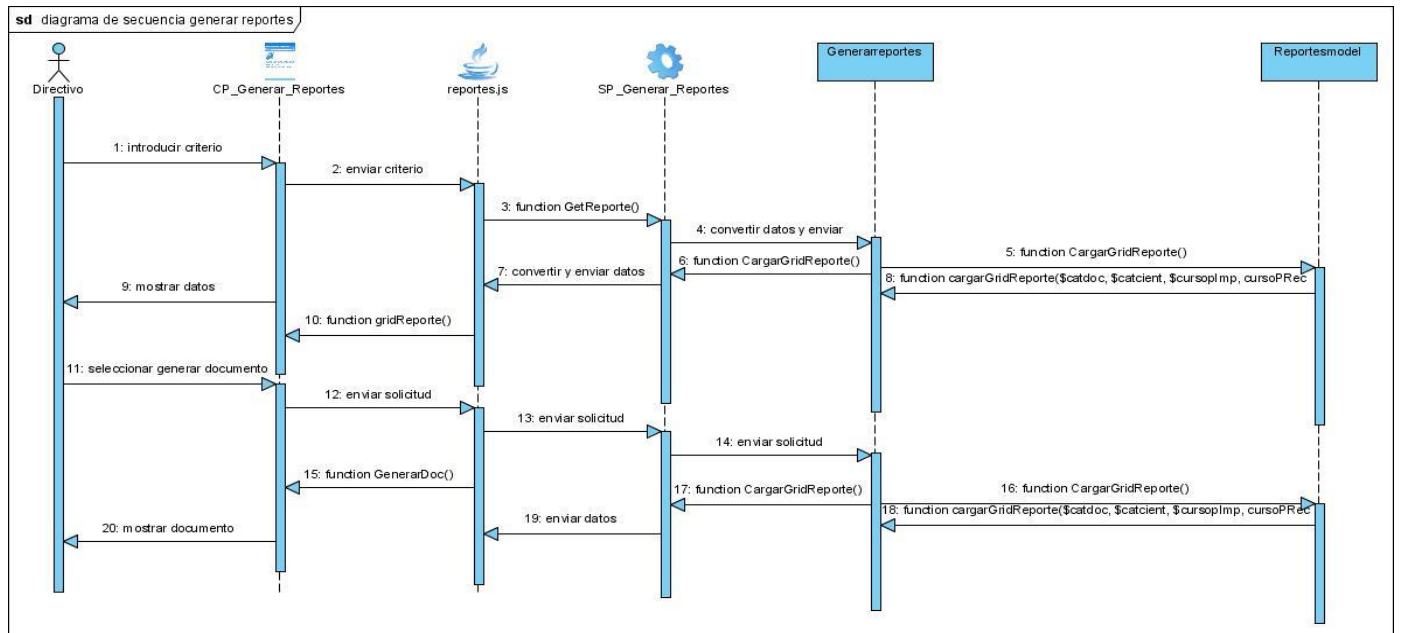 sd diagrama de secuencia generar reportes
Directivo
CP_Generar_Reportes
reportes.js
SP_Generar_Reportes
Generarreportes
Reportesmodel
1: introducir criterio
2: enviar criterio
3: function GetReporte()
4: convertir datos y enviar
5: function CargarGridReporte()
6: function CargarGridReporte()
7: convertir y enviar datos
8: function cargarGridReporte($catdoc, $catcient, $cursopImp, cursoPRec
9: mostrar datos
10: function gridReporte()
11: seleccionar generar documento
12: enviar solicitud
13: enviar solicitud
14: enviar solicitud
15: function GenerarDoc()
16: function CargarGridReporte()
17: function CargarGridReporte()
18: function cargarGridReporte($catdoc, $catcient, $cursopImp, cursoPRec
19: enviar datos
20: mostrar documento